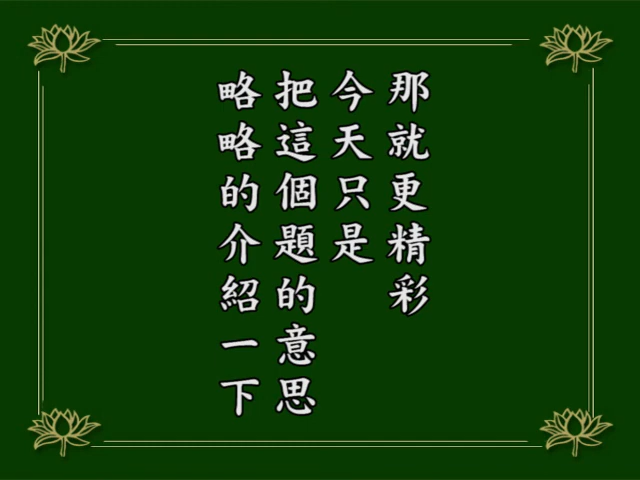 那就更精彩
今天只是
把這個題的意思
略略的介紹一下